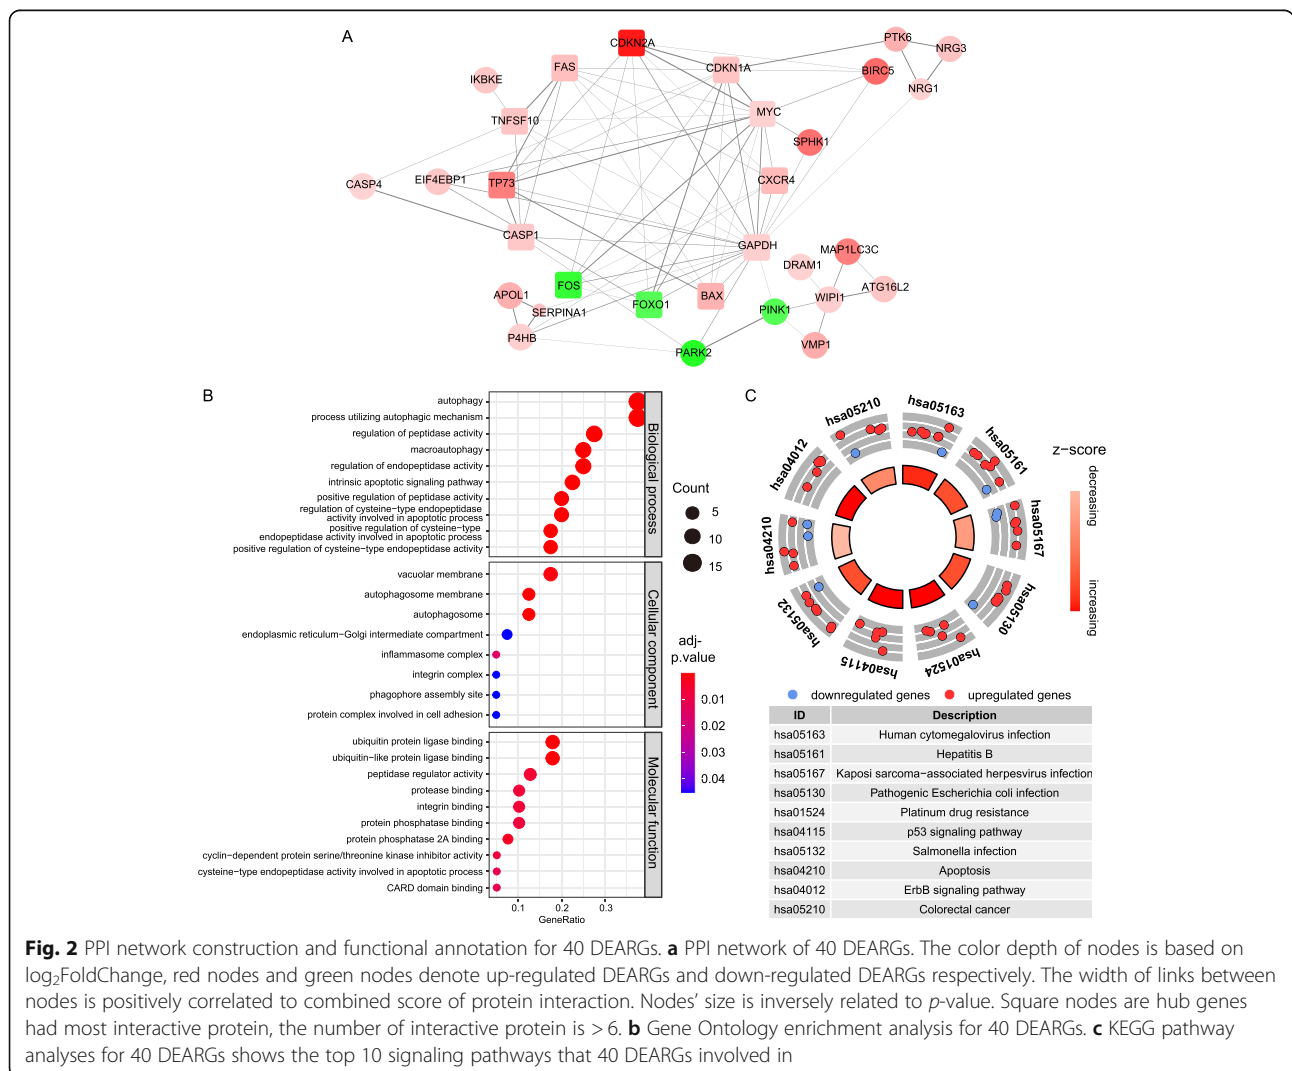 A
CDKN2A
PTK6
NRG3
FAS
CDKN1A
BIRC5
IKBKE
NRG1
TNFSF10
MYC
SPHK1
CASP4
EIF4EBP1
TP73
CXCR4
CASP1
GAPDH
MAP1LC3C
DRAM1
FOS
ATG16L2
APOL1
FOXO1
BAX
WIPI1
SERPINA1
PINK1
P4HB
VMP1
PARK2
B
autophagy
process utilizing autophagic mechanism
regulation of peptidase activity
macroautophagy
regulation of endopeptidase activity
intrinsic apoptotic signaling pathway
positive regulation of peptidase activity
regulation of cysteine−type endopeptidase
activity involved in apoptotic process
positive regulation of cysteine−type
endopeptidase activity involved in apoptotic process
positive regulation of cysteine−type endopeptidase activity
Biological process
vacuolar membrane
autophagosome membrane
autophagosome
endoplasmic reticulum−Golgi intermediate compartment
inflammasome complex
integrin complex
phagophore assembly site
protein complex involved in cell adhesion
Cellular component
ubiquitin protein ligase binding
ubiquitin−like protein ligase binding
peptidase regulator activity
protease binding
integrin binding
protein phosphatase binding
protein phosphatase 2A binding
cyclin−dependent protein serine/threonine kinase inhibitor activity
cysteine−type endopeptidase activity involved in apoptotic process
CARD domain binding
Molecular function
0.1 0.2 0.3
GeneRatio
Count
5
10
15
adj-
p.value
0.01
0.02
0.03
0.04
C
hsa05163
hsa05161
hsa05167
hsa05130
hsa01524
hsa04115
hsa05132
hsa04210
hsa04012
hsa05210
z−score
decreasing
increasing
downregulated genes upregulated genes
ID Description
hsa05163 Human cytomegalovirus infection
hsa05161 Hepatitis B
hsa05167 Kaposi sarcoma−associated herpesvirus infection
hsa05130 Pathogenic Escherichia coli infection
hsa01524 Platinum drug resistance
hsa04115 p53 signaling pathway
hsa05132 Salmonella infection
hsa04210 Apoptosis
hsa04012 ErbB signaling pathway
hsa05210 Colorectal cancer
Fig. 2 PPI network construction and functional annotation for 40 DEARGs. a PPI network of 40 DEARGs. The color depth of nodes is based on
log₂FoldChange, red nodes and green nodes denote up-regulated DEARGs and down-regulated DEARGs respectively. The width of links between
nodes is positively correlated to combined score of protein interaction. Nodes’ size is inversely related to p-value. Square nodes are hub genes
had most interactive protein, the number of interactive protein is > 6. b Gene Ontology enrichment analysis for 40 DEARGs. c KEGG pathway
analyses for 40 DEARGs shows the top 10 signaling pathways that 40 DEARGs involved in